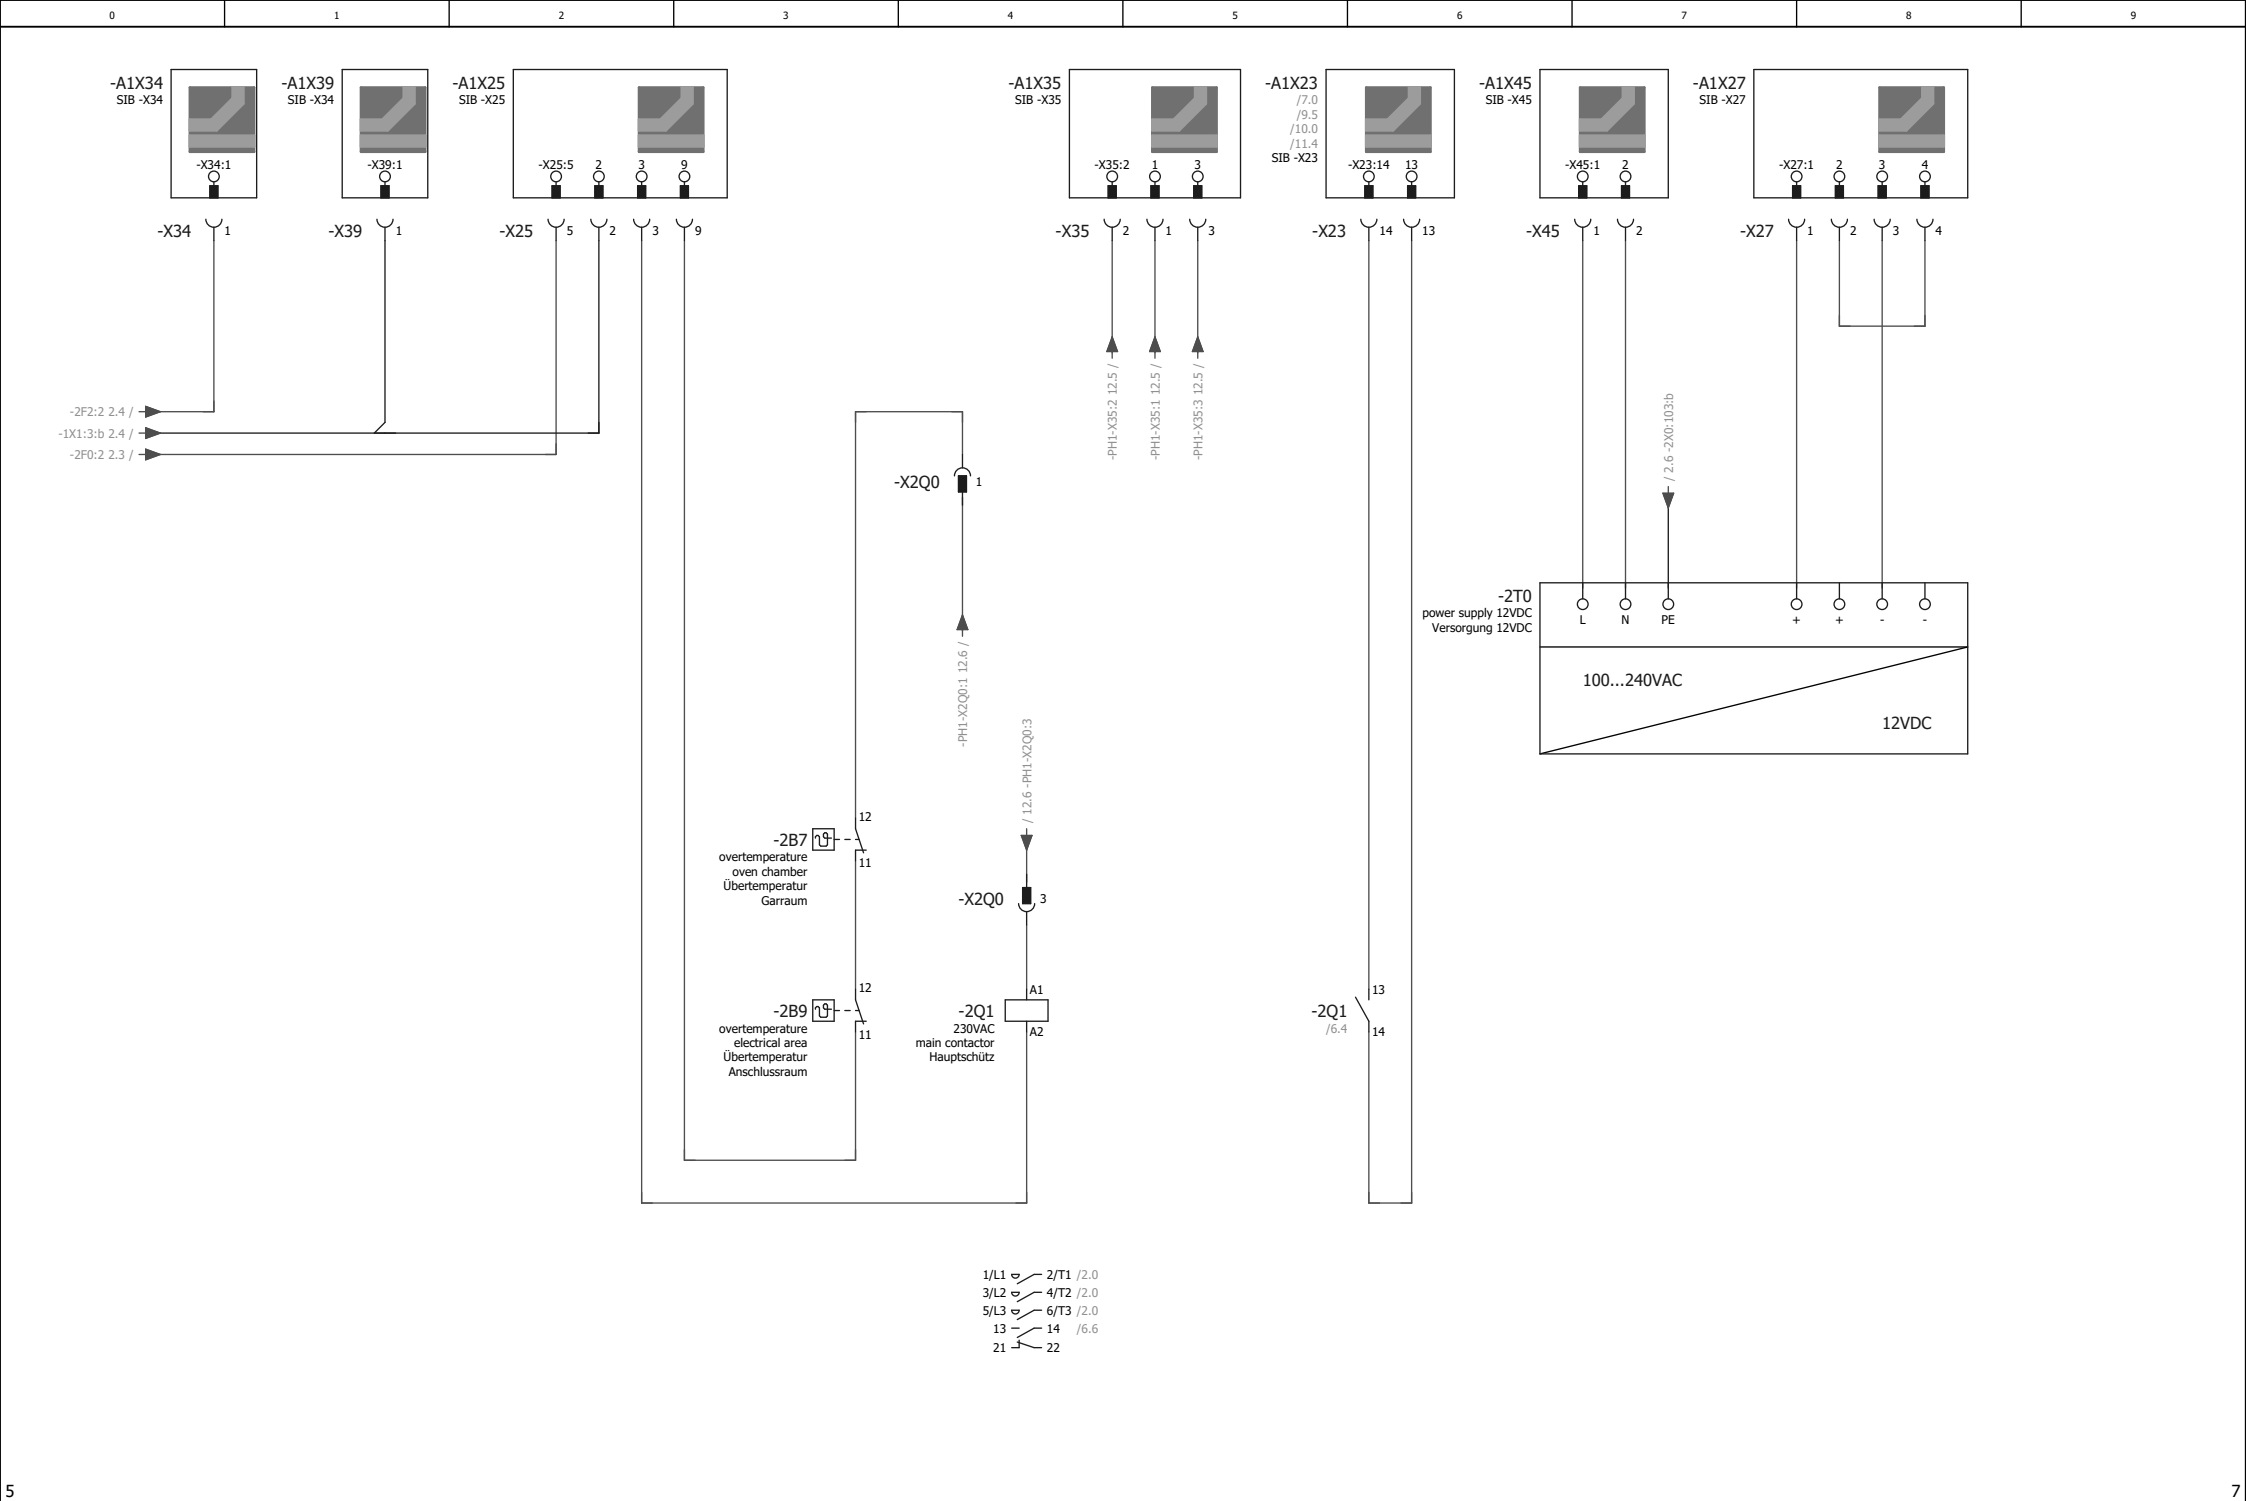 0 1 2 3 4 5 6 7 8 9
-A1X34
SIB -X34
-X34:1
-X34 1
-A1X39
SIB -X34
-X39:1
-X39 1
-A1X25
SIB -X25
-X25:5 2 3 9
-X25 5 2 3 9
-A1X35
SIB -X35
-X35:2 1 3
-X35 2 1 3
-A1X23
/7.0
/9.5
/10.0
/11.4
SIB -X23
-X23:14 13
-X23 14 13
-A1X45
SIB -X45
-X45:1 2
-X45 1 2
-A1X27
SIB -X27
-X27:1 2 3 4
-X27 1 2 3 4
-2F2:2 2.4 /
-1X1:3:b 2.4 /
-2F0:2 2.3 /
-PH1-X35:2 12.5 /
-PH1-X35:1 12.5 /
-PH1-X35:3 12.5 /
/ 2.6 -2X0:103:b
-X2Q0 1
-PH1-X2Q0:1 12.6 /
/ 12.6 -PH1-X2Q0:3
-2T0
power supply 12VDC
Versorgung 12VDC
L N PE + + - -
100...240VAC
12VDC
12
-2B7
11
overtemperature
oven chamber
Übertemperatur
Garraum
-X2Q0 3
12
-2B9
11
overtemperature
electrical area
Übertemperatur
Anschlussraum
A1
-2Q1
A2
230VAC
main contactor
Hauptschütz
13
-2Q1
/6.4
14
1/L1 2/T1 /2.0
3/L2 4/T2 /2.0
5/L3 6/T3 /2.0
13 14 /6.6
21 22
5 7